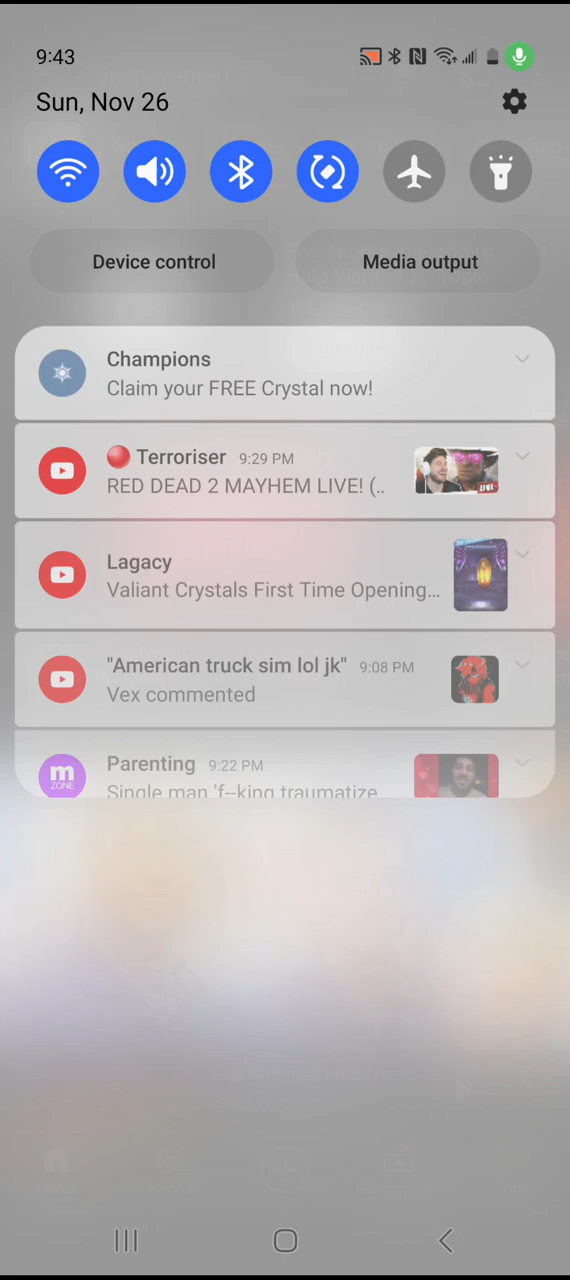 9:43
Sun, Nov 26
Device control
Media output
Champions
Claim your FREE Crystal now!
Terroriser 9:29 PM
RED DEAD 2 MAYHEM LIVE! (..
LIVE
Lagacy
Valiant Crystals First Time Opening...
"American truck sim lol jk" 9:08 PM
Vex commented
m
ZONE
Parenting 9:22 PM
Single man 'f--king traumatize